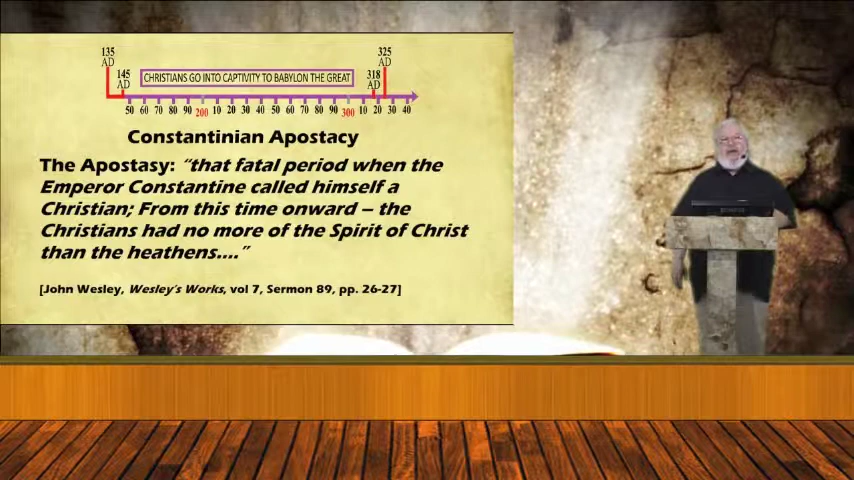 135
AD
325
AD
145
AD
CHRISTIANS GO INTO CAPTIVITY TO BABYLON THE GREAT
318
AD
50 60 70 80 90 200 10 20 30 40 50 60 70 80 90 300 10 20 30 40
Constantinian Apostacy
The Apostasy: “that fatal period when the
Emperor Constantine called himself a
Christian; From this time onward – the
Christians had no more of the Spirit of Christ
than the heathens....”
[John Wesley, Wesley's Works, vol 7, Sermon 89, pp. 26-27]